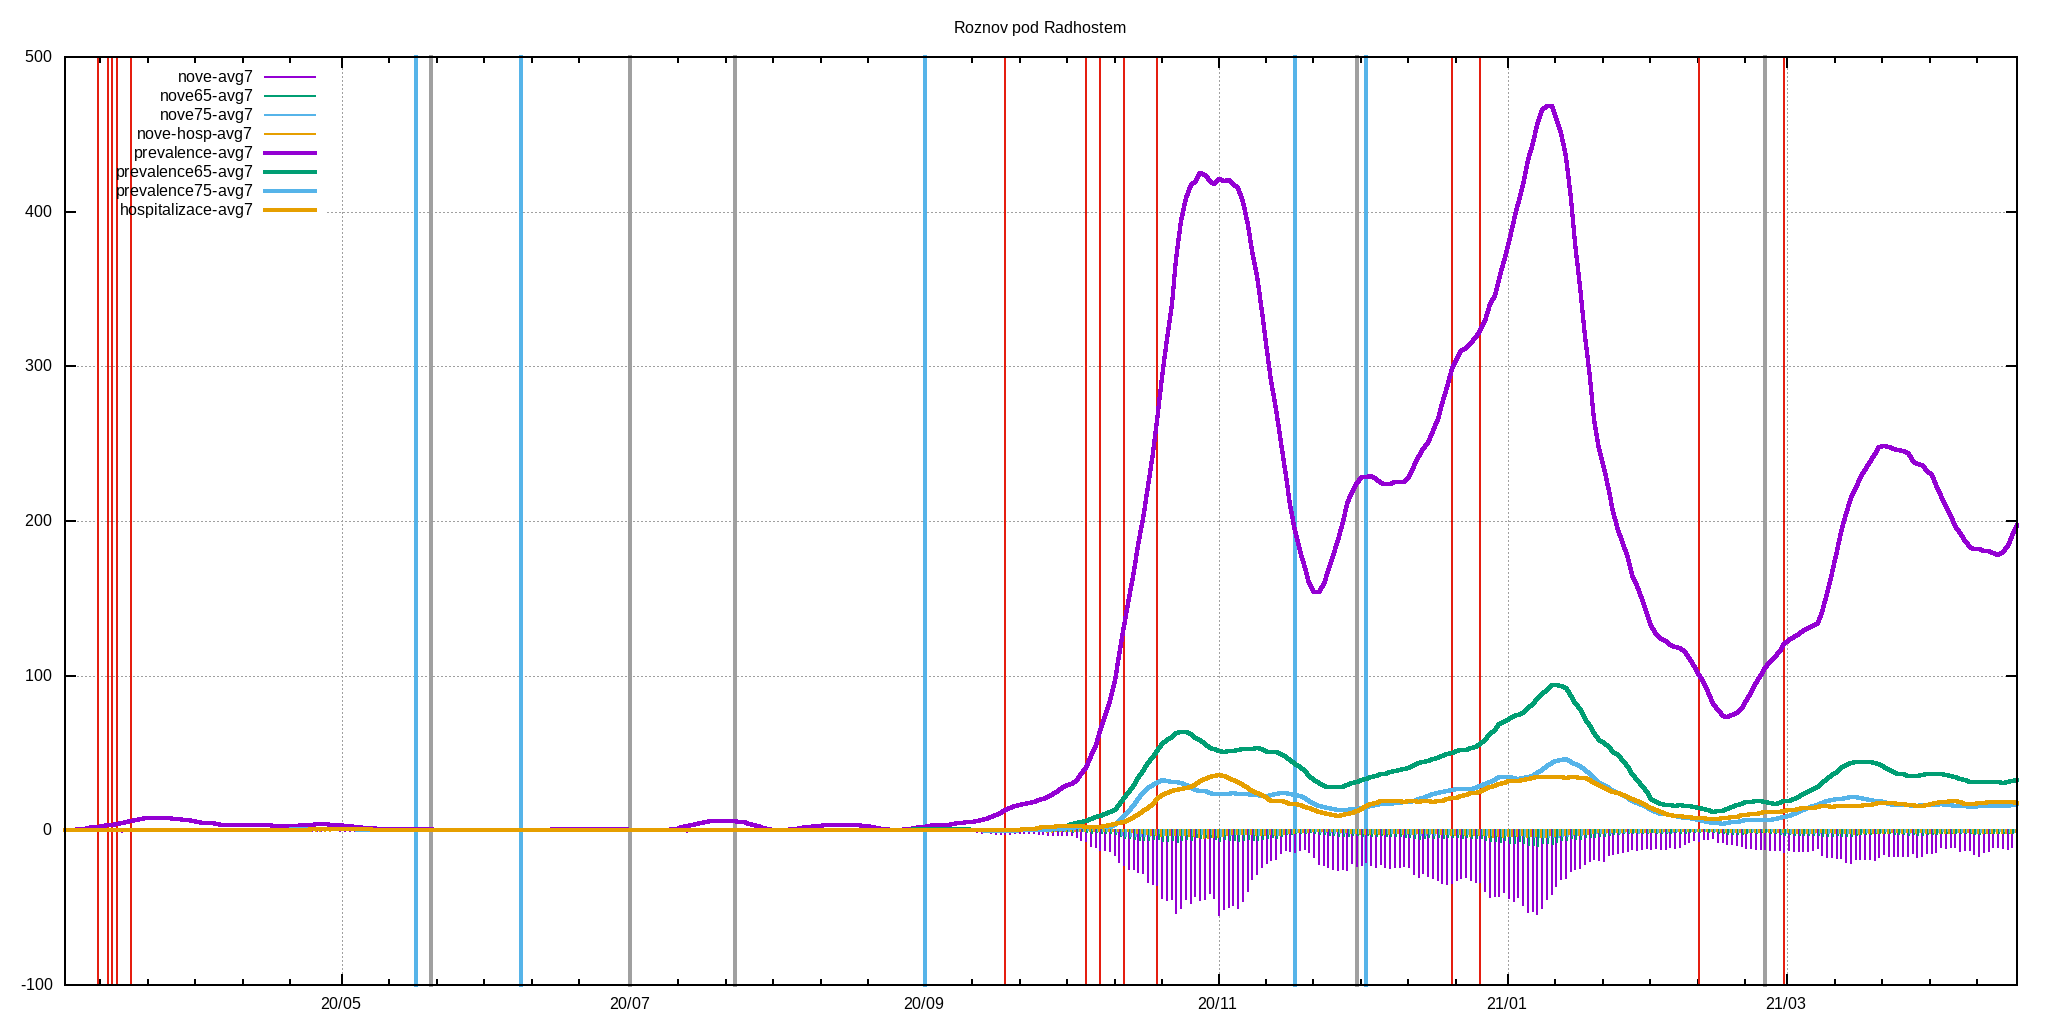 Roznov pod Radhostem
500
400
300
200
100
0
-100
nove-avg7
nove65-avg7
nove75-avg7
nove-hosp-avg7
prevalence-avg7
prevalence65-avg7
prevalence75-avg7
hospitalizace-avg7
20/05 20/07 20/09 20/11 21/01 21/03